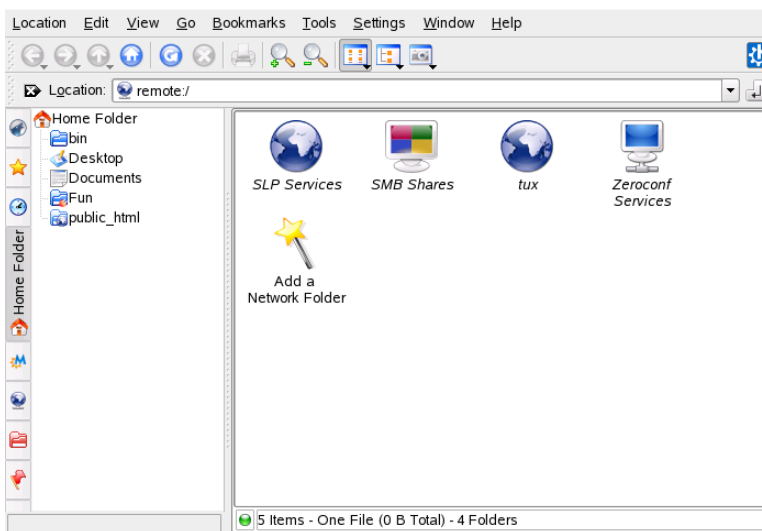 Location Edit View Go Bookmarks Tools Settings Window Help
Location: remote:/
Home Folder
bin
Desktop
Documents
Fun
public_html
Home Folder
SLP Services
SMB Shares
tux
Zeroconf
Services
Add a
Network Folder
5 Items - One File (0 B Total) - 4 Folders